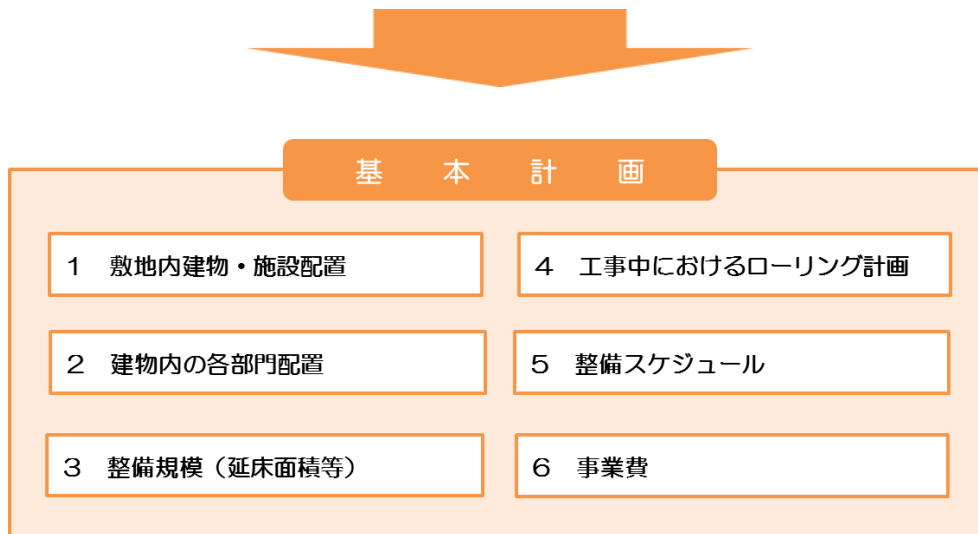 基　本　計　画
１　敷地内建物・施設配置
２　建物内の各部門配置
３　整備規模（延床面積等）
４　工事中におけるローリング計画
５　整備スケジュール
６　事業費